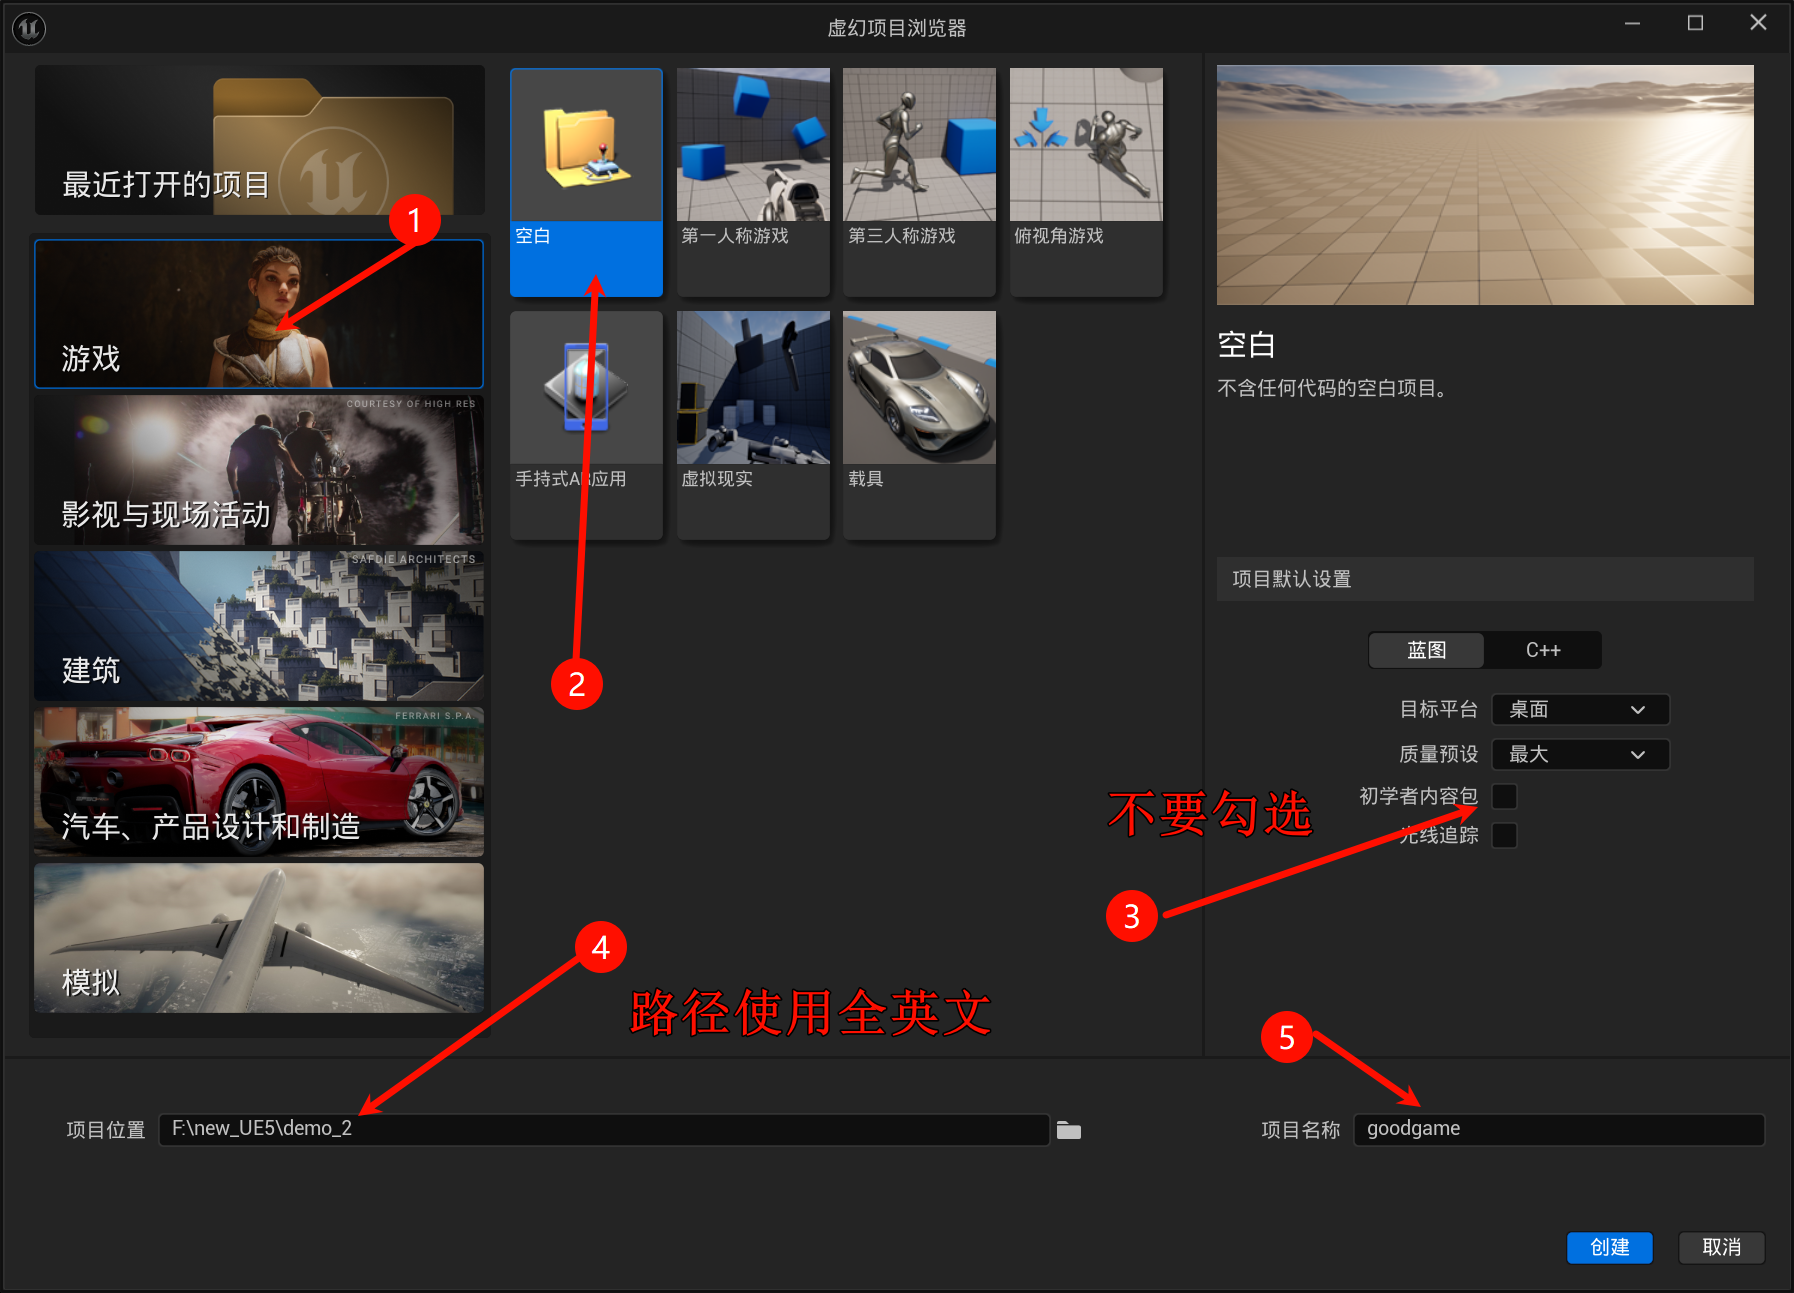 虚幻项目浏览器
最近打开的项目
1
游戏
COURTESY OF HIGH RES
影视与现场活动
SAFDIE ARCHITECTS
建筑
FERRARI S.P.A.
汽车、产品设计和制造
模拟
空白
第一人称游戏
第三人称游戏
俯视角游戏
手持式AR应用
虚拟现实
载具
2
空白
不含任何代码的空白项目。
项目默认设置
蓝图
C++
目标平台
桌面
质量预设
最大
初学者内容包
不要勾选
光线追踪
3
4
路径使用全英文
5
项目位置
F:\new_UE5\demo_2
项目名称
goodgame
创建
取消